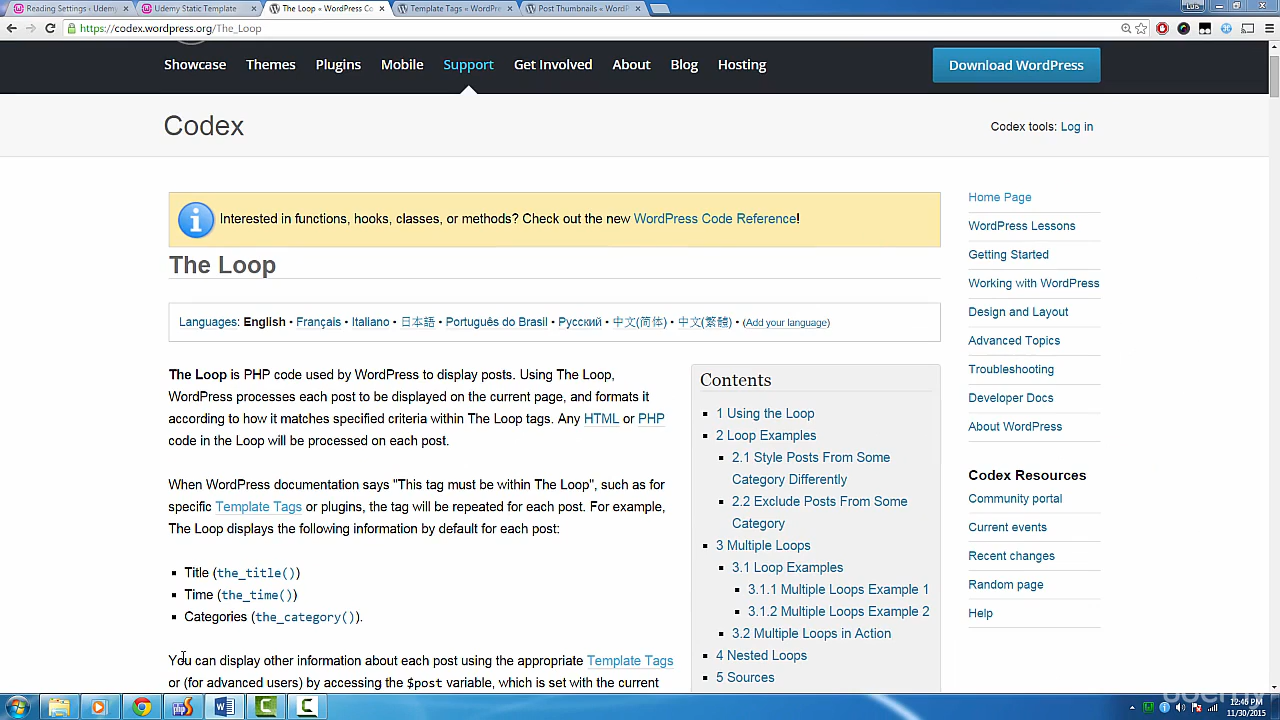 Reading Settings ‹ Udemy
Udemy Static Template
The Loop « WordPress Co
Template Tags « WordPre
Post Thumbnails « WordPre
Luis
https://codex.wordpress.org/The_Loop
Showcase Themes Plugins Mobile Support Get Involved About Blog Hosting Download WordPress
Codex
Codex tools: Log in
Interested in functions, hooks, classes, or methods? Check out the new WordPress Code Reference!
The Loop
Languages: English • Français • Italiano • 日本語 • Português do Brasil • Русский • 中文(简体) • 中文(繁體) • (Add your language)
The Loop is PHP code used by WordPress to display posts. Using The Loop,
WordPress processes each post to be displayed on the current page, and formats it
according to how it matches specified criteria within The Loop tags. Any HTML or PHP
code in the Loop will be processed on each post.
When WordPress documentation says "This tag must be within The Loop", such as for
specific Template Tags or plugins, the tag will be repeated for each post. For example,
The Loop displays the following information by default for each post:
▪ Title (the_title())
▪ Time (the_time())
▪ Categories (the_category()).
You can display other information about each post using the appropriate Template Tags
or (for advanced users) by accessing the $post variable, which is set with the current
Contents
▪ 1 Using the Loop
▪ 2 Loop Examples
▪ 2.1 Style Posts From Some
Category Differently
▪ 2.2 Exclude Posts From Some
Category
▪ 3 Multiple Loops
▪ 3.1 Loop Examples
▪ 3.1.1 Multiple Loops Example 1
▪ 3.1.2 Multiple Loops Example 2
▪ 3.2 Multiple Loops in Action
▪ 4 Nested Loops
▪ 5 Sources
Home Page
WordPress Lessons
Getting Started
Working with WordPress
Design and Layout
Advanced Topics
Troubleshooting
Developer Docs
About WordPress
Codex Resources
Community portal
Current events
Recent changes
Random page
Help
udemy
12:46 PM
11/30/2015